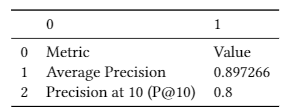 0 1
0 Metric Value
1 Average Precision 0.897266
2 Precision at 10 (P@10) 0.8